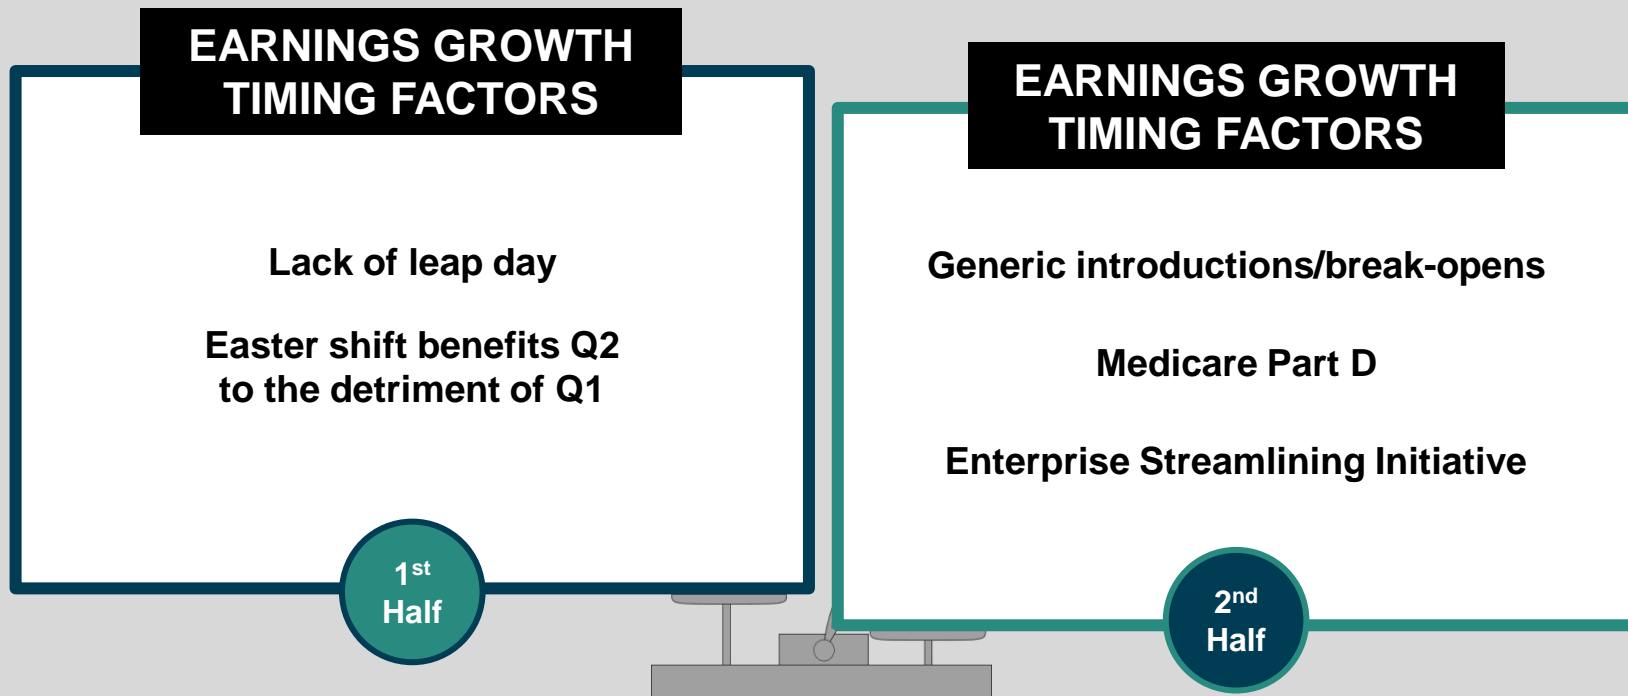 EARNINGS GROWTH
TIMING FACTORS
Lack of leap day
Easter shift benefits Q2
to the detriment of Q1
1st
Half
EARNINGS GROWTH
TIMING FACTORS
Generic introductions/break-opens
Medicare Part D
Enterprise Streamlining Initiative
2nd
Half